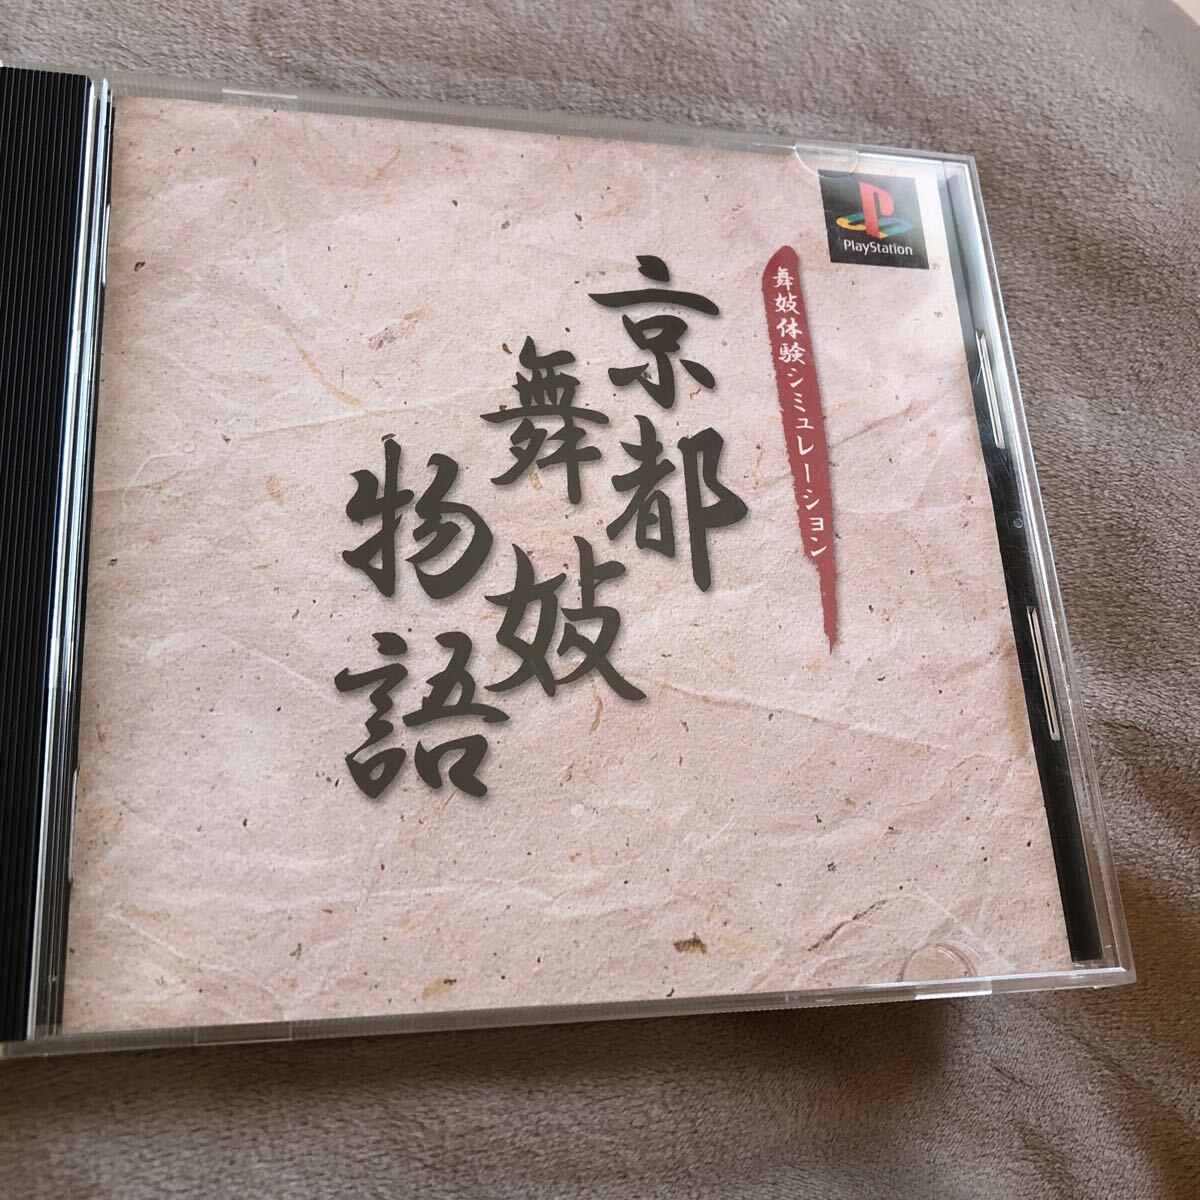 PlayStation
舞妓体験シミュレーション
京都
舞妓
物語